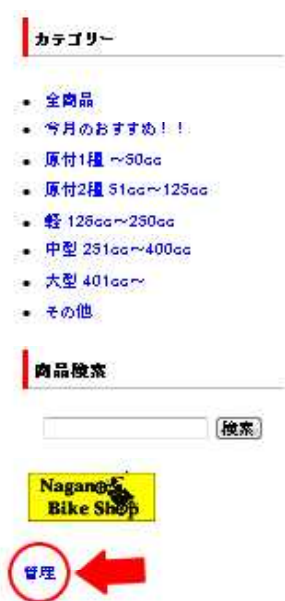 カテゴリー
全商品
今月のおすすめ！！
原付1種 ～50cc
原付2種 51cc～125cc
軽 126cc～250cc
中型 251cc～400cc
大型 401cc～
その他
商品検索
検索
Nagano
Bike Shop
管理